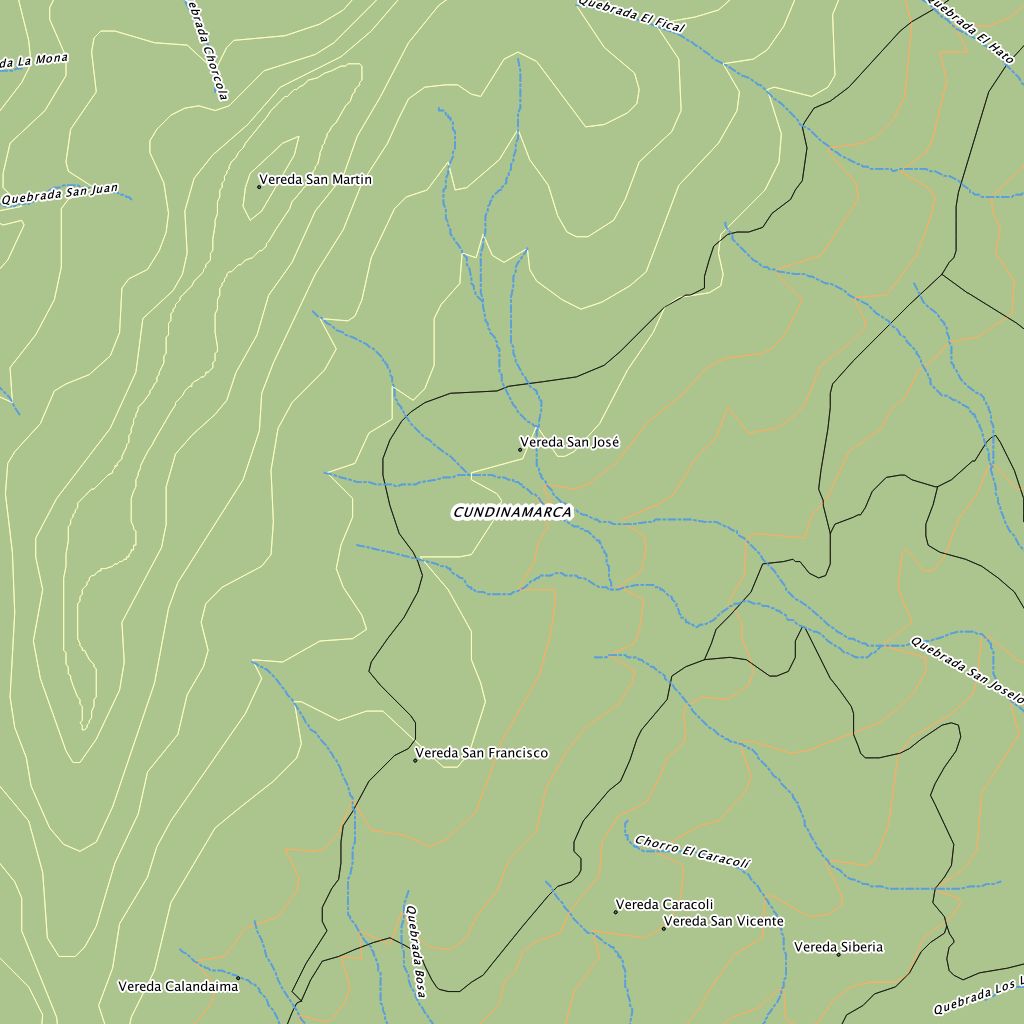 Quebrada El Fical
Quebrada El Hato
ebrada Chorcola
da La Mona
Vereda San Martin
Quebrada San Juan
Vereda San José
CUNDINAMARCA
Quebrada San Joselo
Vereda San Francisco
Chorro El Caracolí
Vereda Caracoli
Vereda San Vicente
Quebrada Bosa
Vereda Siberia
Vereda Calandaima
Quebrada Los L